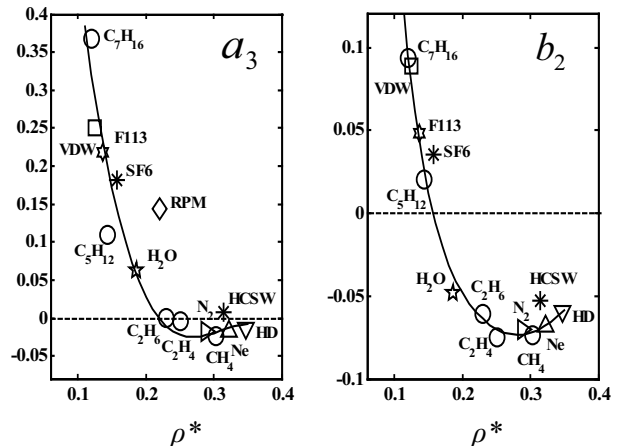 0.4
0.35
0.3
0.25
0.2
0.15
0.1
0.05
0
-0.05
0.1 0.2 0.3 0.4
ρ*
a₃
C₇H₁₆
VDW
F113
SF6
RPM
C₅H₁₂
H₂O
HCSW
N₂
C₂H₆
C₂H₄
CH₄
Ne
HD
0.1
0.05
0
-0.05
-0.1
0.1 0.2 0.3 0.4
ρ*
b₂
C₇H₁₆
VDW
F113
SF6
C₅H₁₂
H₂O
C₂H₆
HCSW
N₂
C₂H₄
CH₄
Ne
HD